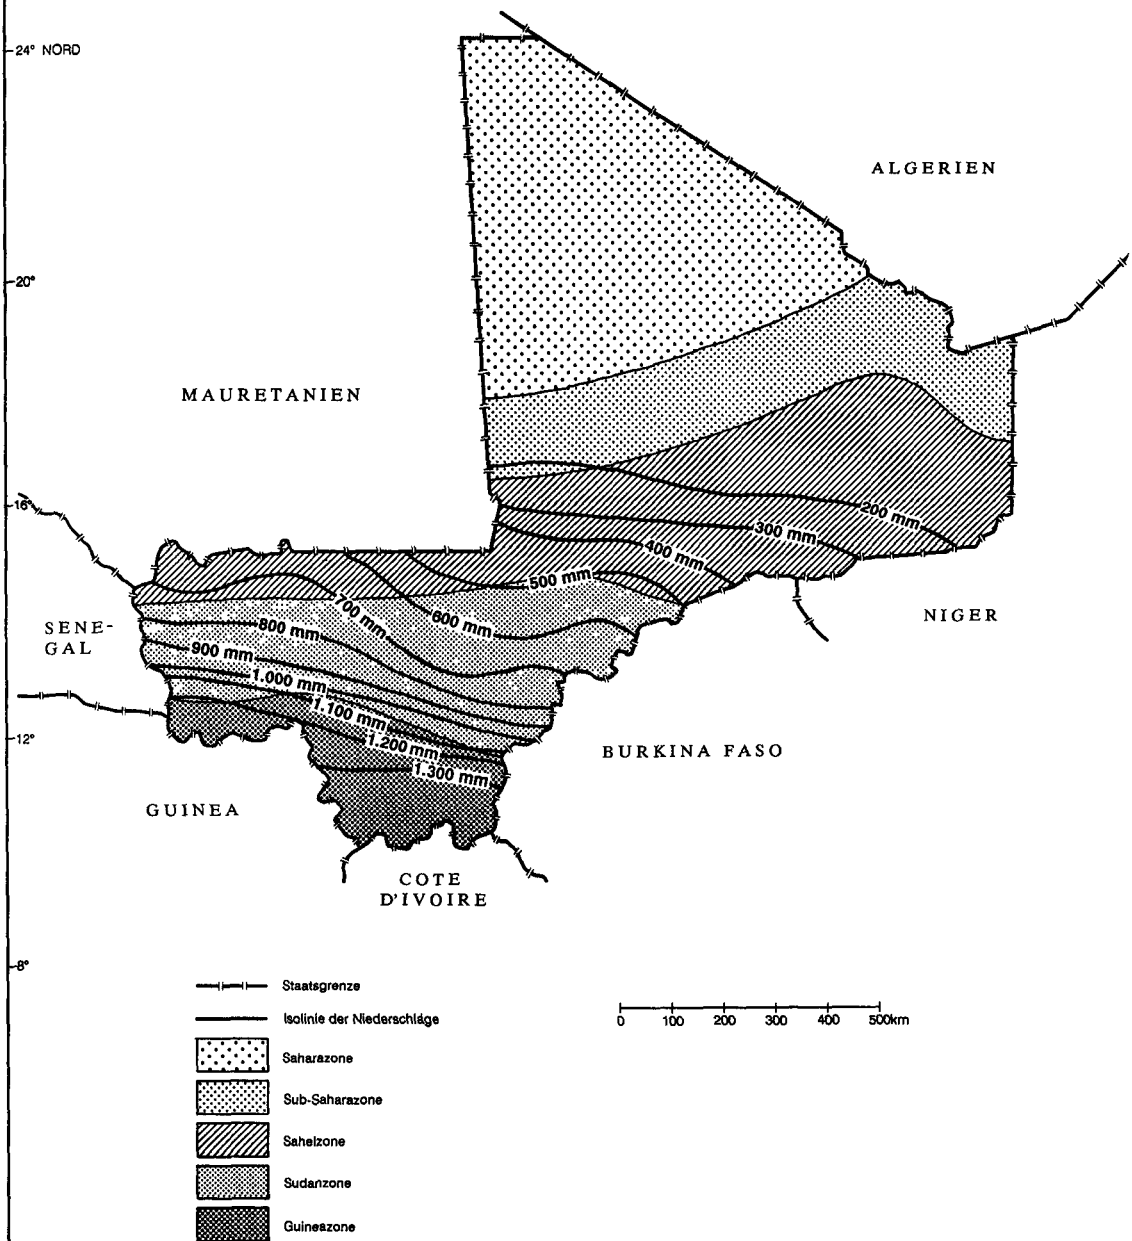 24° NORD
ALGERIEN
20°
MAURETANIEN
16°
200 mm
300 mm
400 mm
500 mm
600 mm
700 mm
800 mm
900 mm
1.000 mm
1.100 mm
1.200 mm
1.300 mm
SENE-
GAL
NIGER
12°
BURKINA FASO
GUINEA
COTE
D'IVOIRE
8°
Staatsgrenze
Isolinie der Niederschläge
Saharazone
Sub-Saharazone
Sahelzone
Sudanzone
Guineazone
0 100 200 300 400 500km